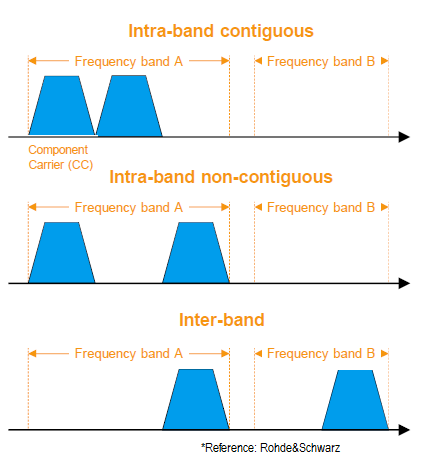 Intra-band contiguous
Frequency band A
Frequency band B
Component
Carrier (CC)
Intra-band non-contiguous
Frequency band A
Frequency band B
Inter-band
Frequency band A
Frequency band B
*Reference: Rohde&Schwarz